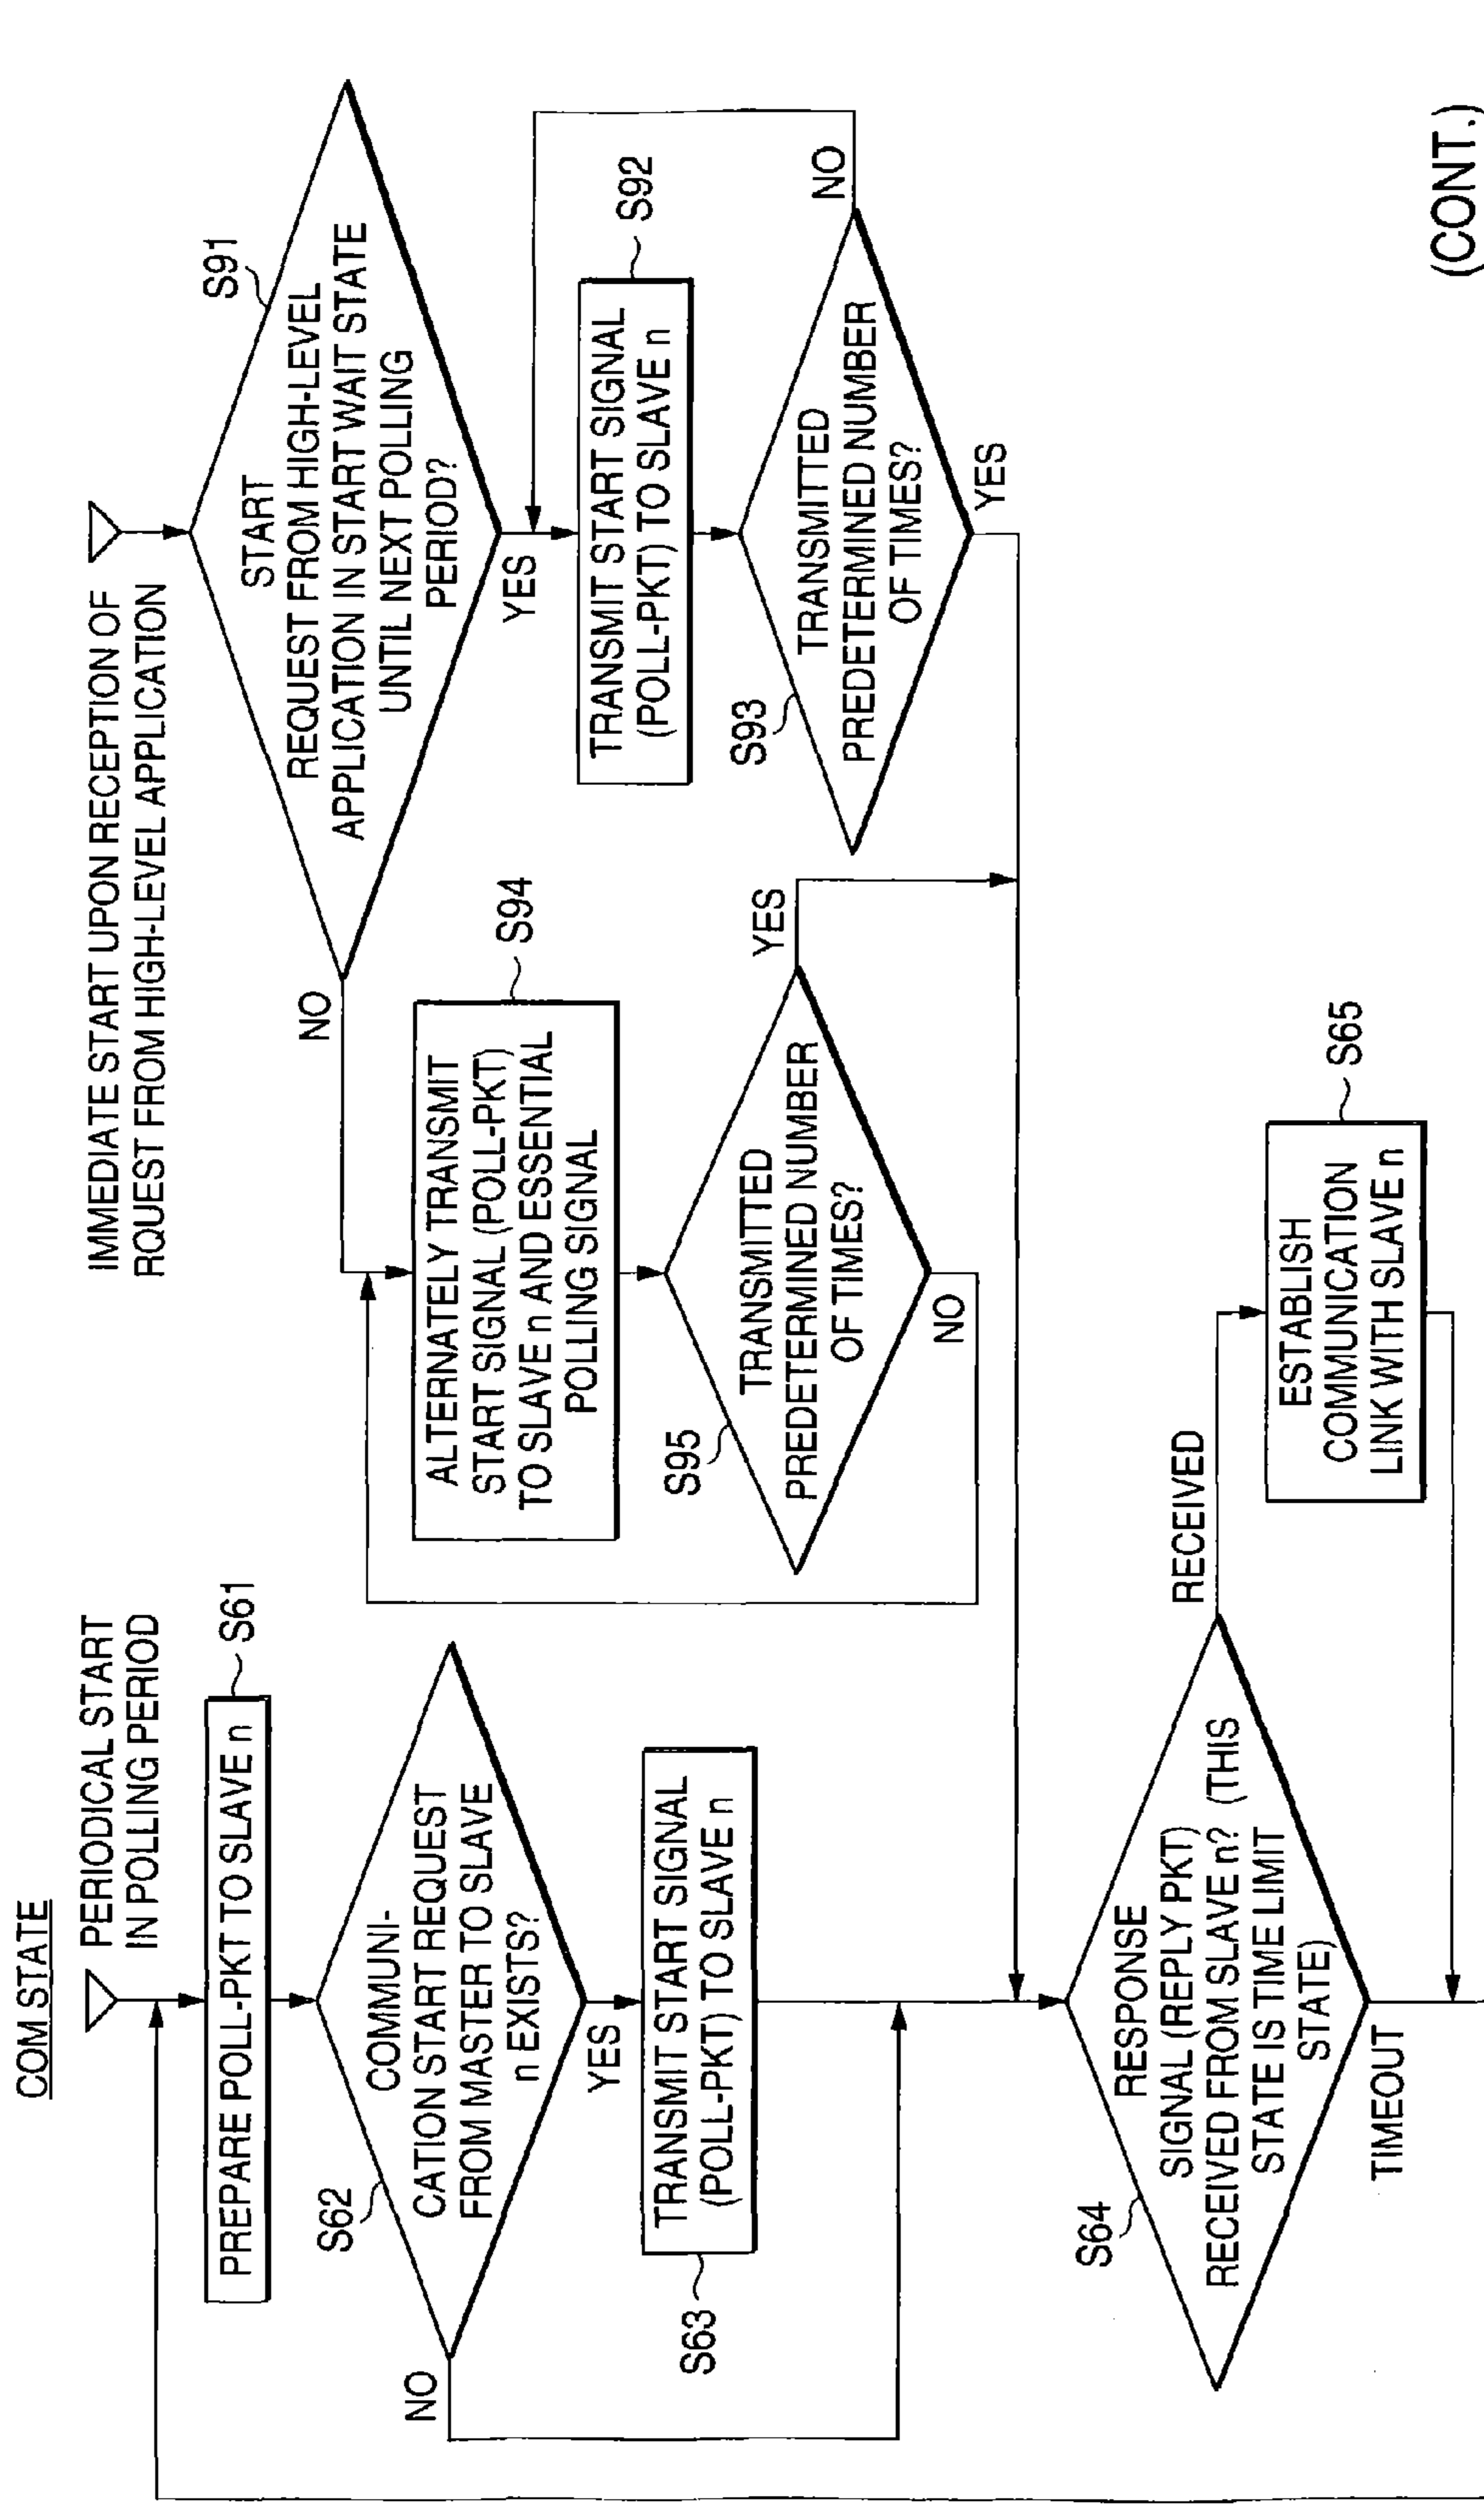 COM STATE
PERIODICAL START
IN POLLING PERIOD
PREPARE POLL-PKT TO SLAVE n
S61
S62
COMMUNI-
CATION START REQUEST
FROM MASTER TO SLAVE
n EXISTS?
NO
YES
S63
TRANSMIT START SIGNAL
(POLL-PKT) TO SLAVE n
IMMEDIATE START UPON RECEPTION OF
RQUEST FROM HIGH-LEVEL APPLICATION
S91
START
REQUEST FROM HIGH-LEVEL
APPLICATION IN START WAIT STATE
UNTIL NEXT POLLING
PERIOD?
NO
YES
S94
ALTERNATELY TRANSMIT
START SIGNAL (POLL-PKT)
TO SLAVE n AND ESSENTIAL
POLLING SIGNAL
S95
TRANSMITTED
PREDETERMINED NUMBER
OF TIMES?
YES
NO
S92
TRANSMIT START SIGNAL
(POLL-PKT) TO SLAVE n
S93
TRANSMITTED
PREDETERMINED NUMBER
OF TIMES?
NO
YES
S64
RESPONSE
SIGNAL (REPLY PKT)
RECEIVED FROM SLAVE n? (THIS
STATE IS TIME LIMIT
STATE)
RECEIVED
TIMEOUT
S65
ESTABLISH
COMMUNICATION
LINK WITH SLAVE n
(CONT.)